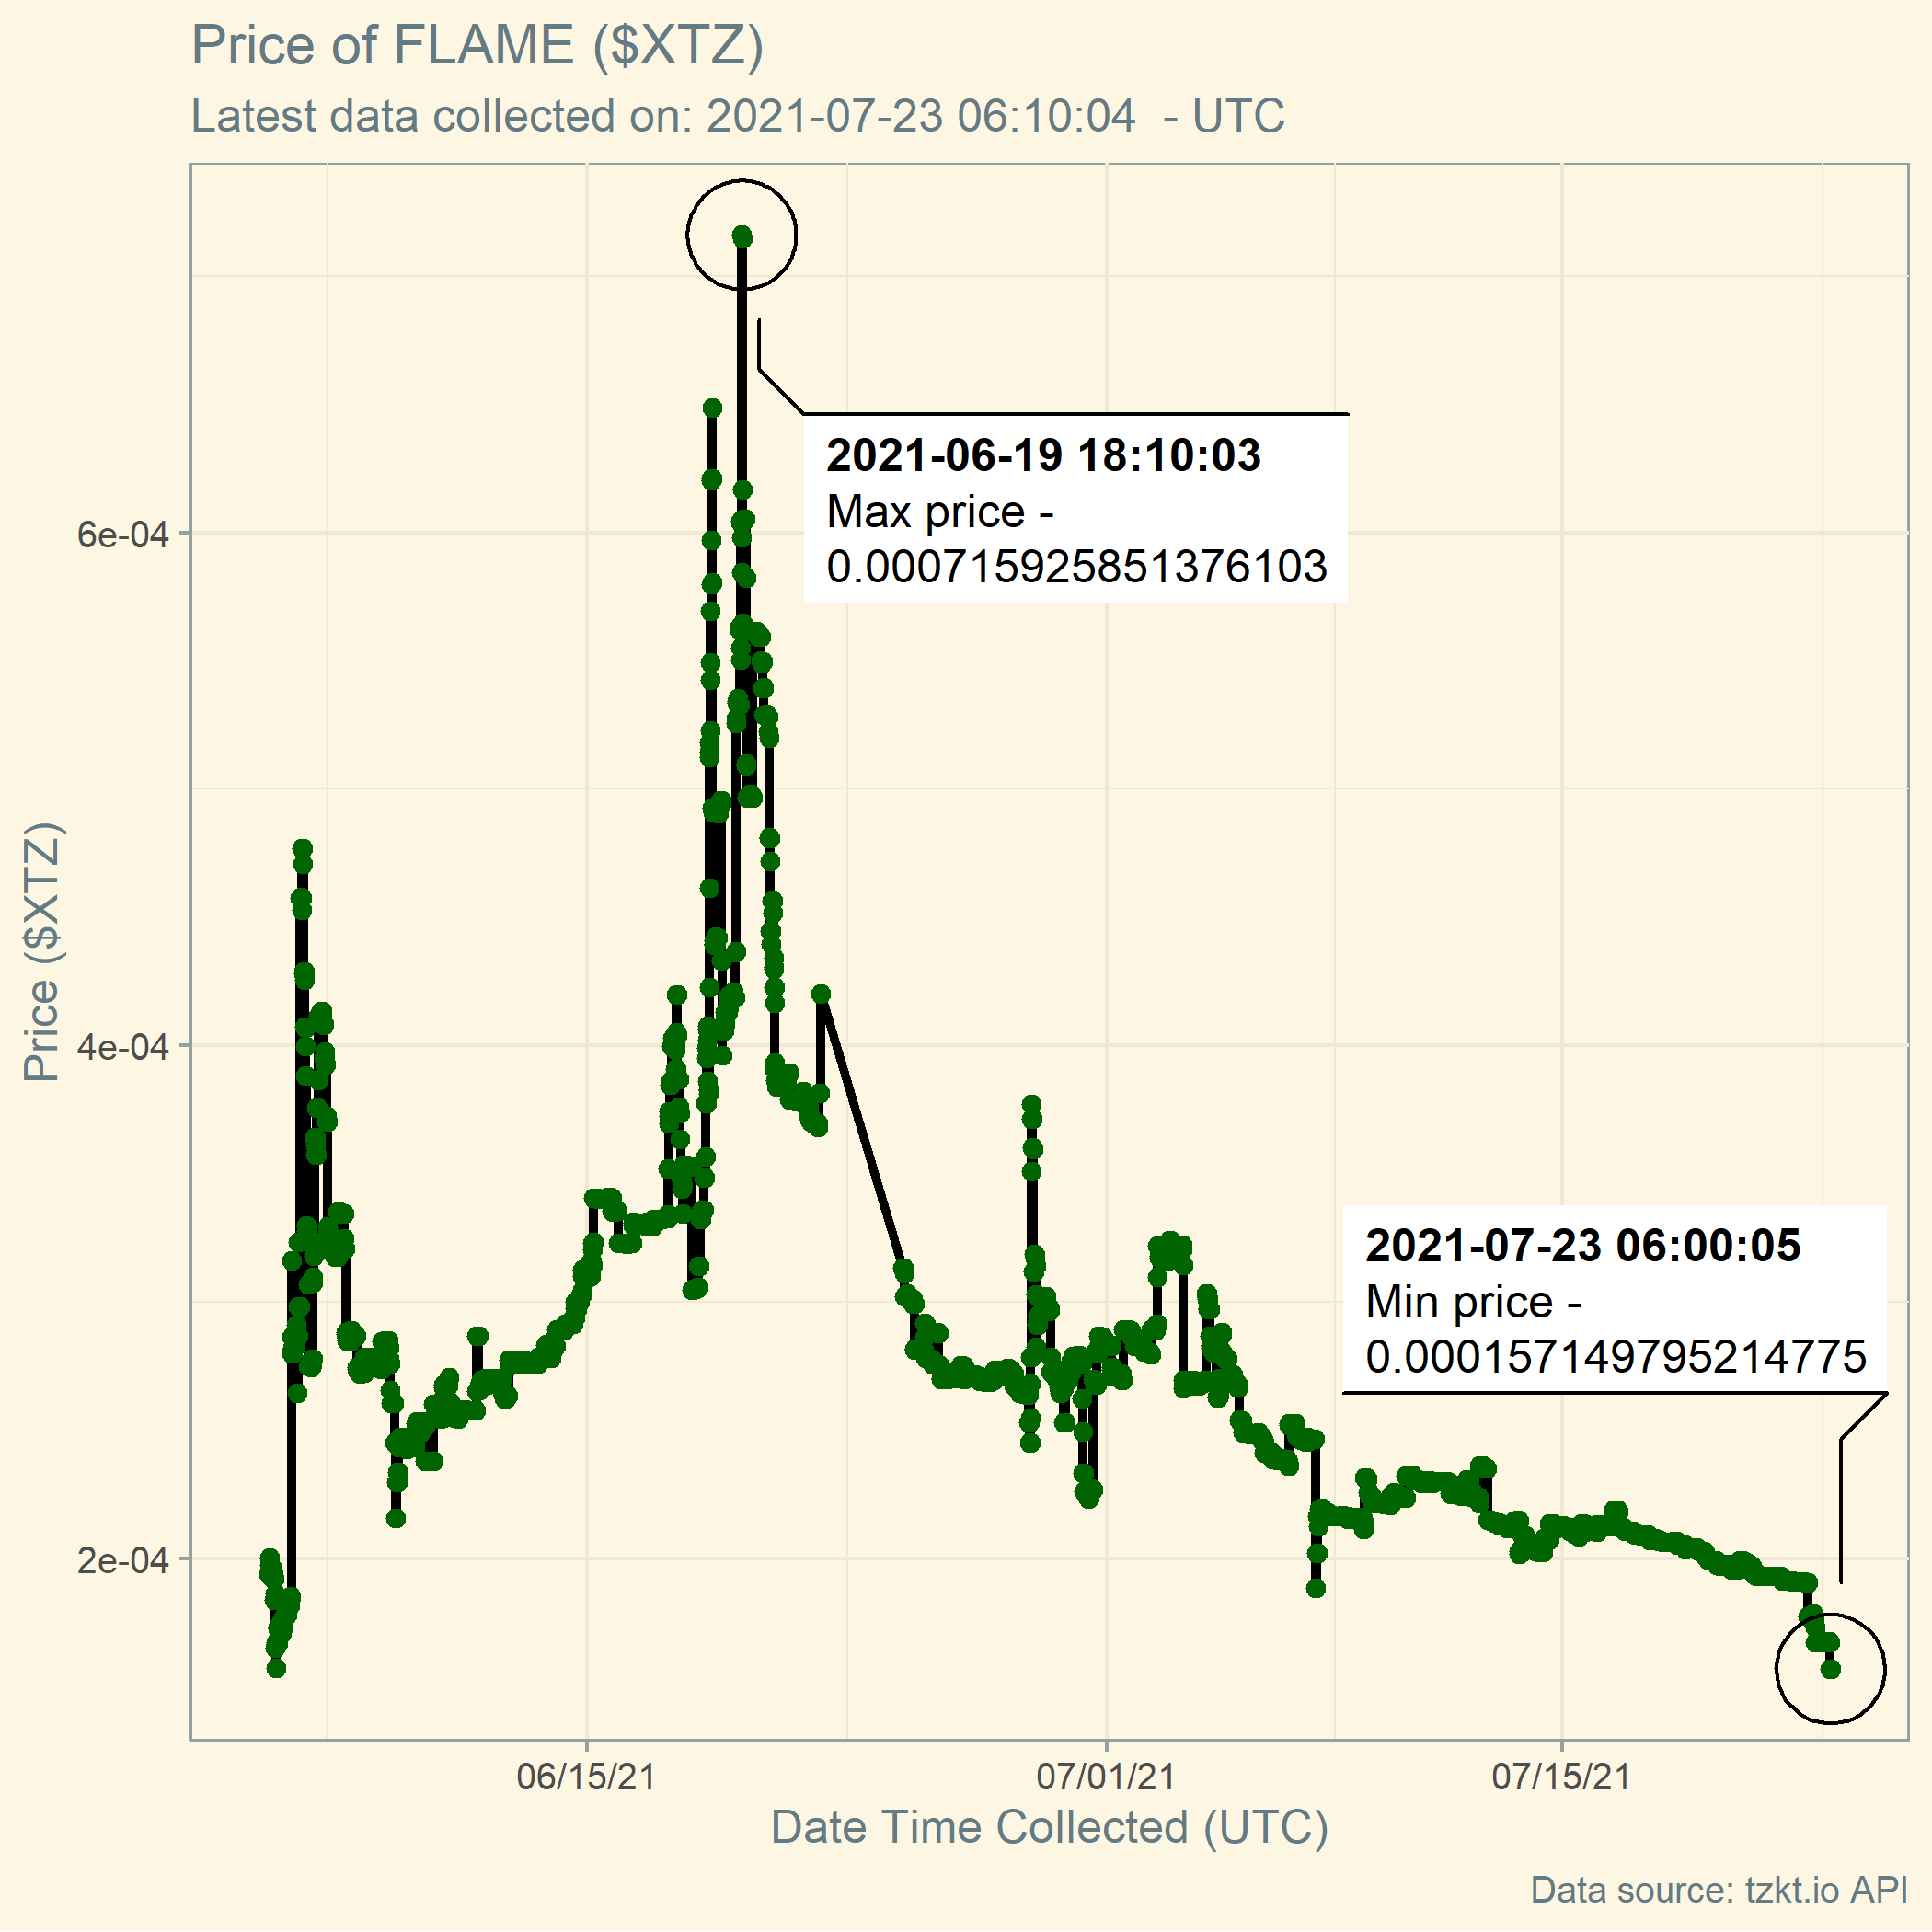 Price of FLAME ($XTZ)
Latest data collected on: 2021-07-23 06:10:04  - UTC
2021-06-19 18:10:03
Max price -
0.000715925851376103
6e-04
4e-04
2e-04
Price ($XTZ)
2021-07-23 06:00:05
Min price -
0.000157149795214775
06/15/21
07/01/21
07/15/21
Date Time Collected (UTC)
Data source: tzkt.io API